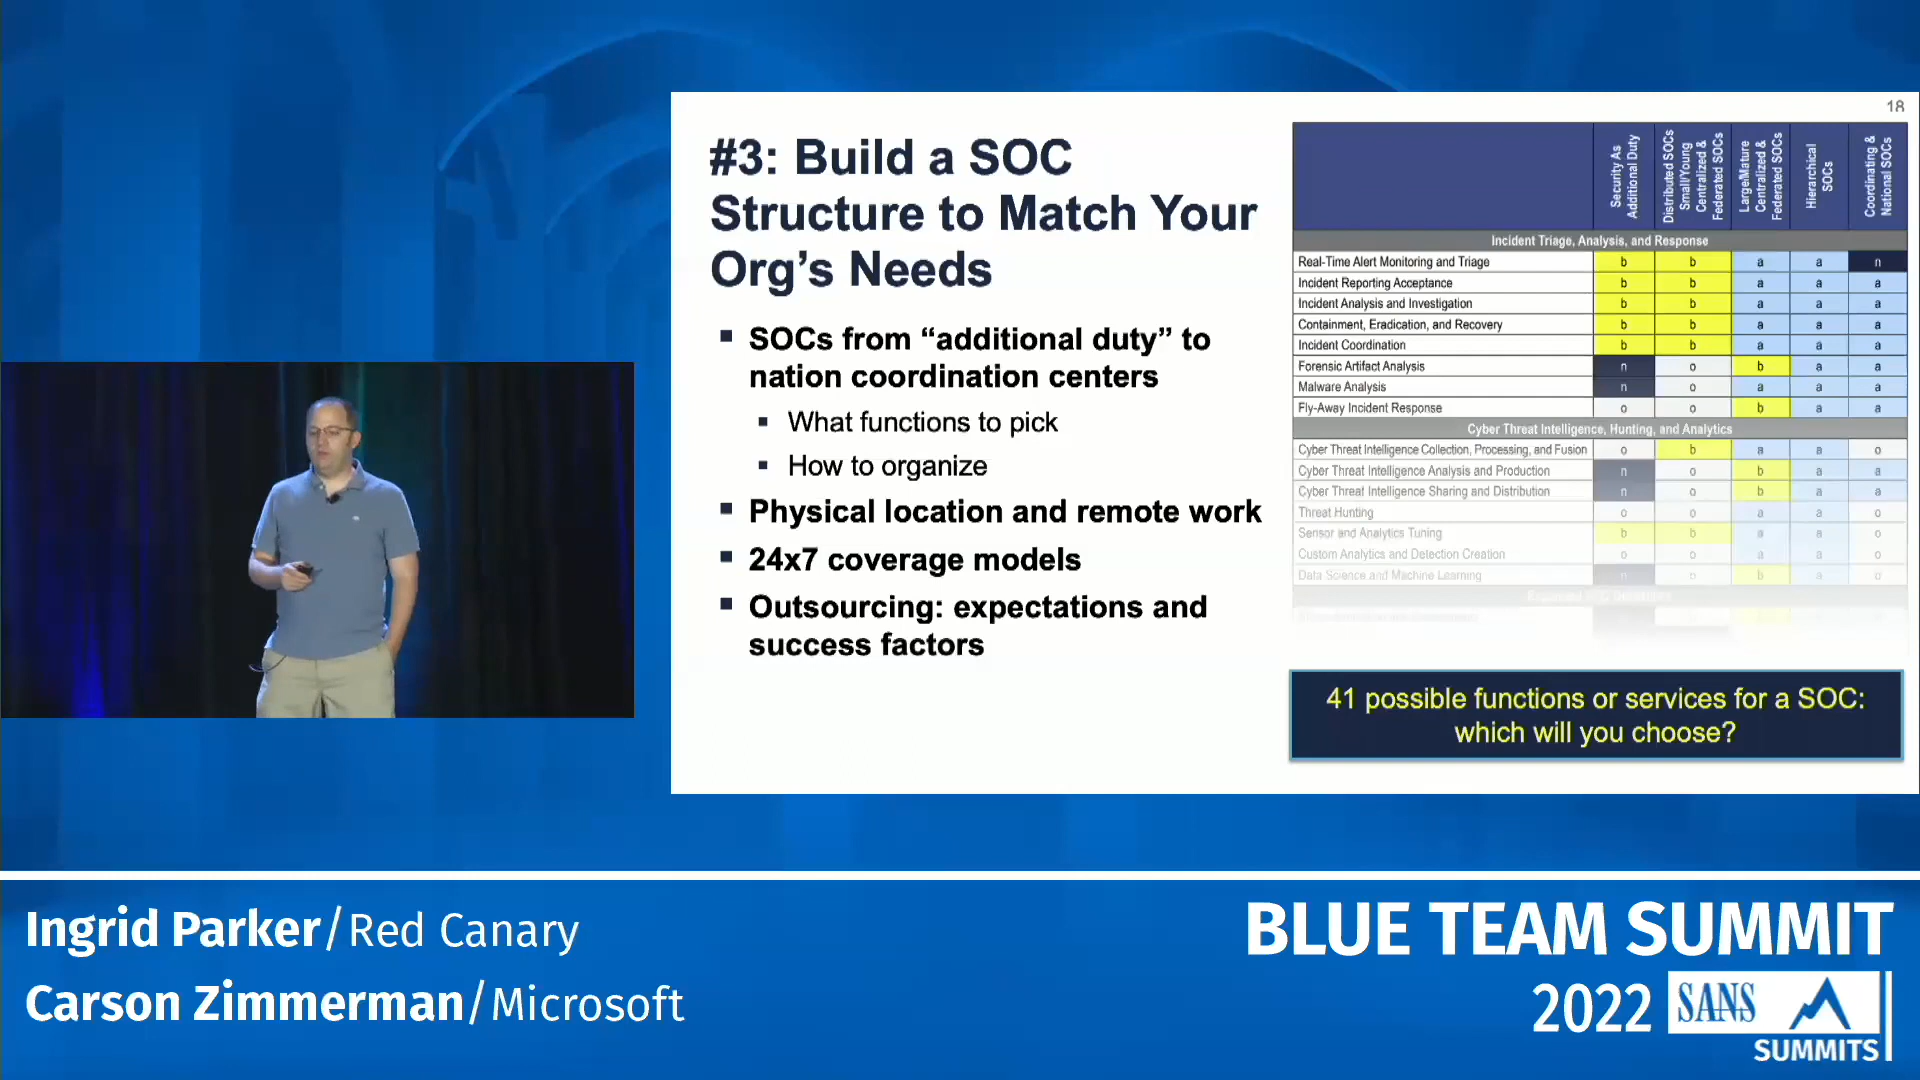 18
#3: Build a SOC
Structure to Match Your
Org’s Needs
SOCs from “additional duty” to
nation coordination centers
What functions to pick
How to organize
Physical location and remote work
24x7 coverage models
Outsourcing: expectations and
success factors
Security As
Additional Duty
Distributed SOCs
Small/Young
Centralized &
Federated SOCs
Large/Mature
Centralized &
Federated SOCs
Hierarchical
SOCs
Coordinating &
National SOCs
Incident Triage, Analysis, and Response
Real-Time Alert Monitoring and Triage b b a a n
Incident Reporting Acceptance b b a a a
Incident Analysis and Investigation b b a a a
Containment, Eradication, and Recovery b b a a a
Incident Coordination b b a a a
Forensic Artifact Analysis n o b a a
Malware Analysis n o a a a
Fly-Away Incident Response o o b a a
Cyber Threat Intelligence, Hunting, and Analytics
Cyber Threat Intelligence Collection, Processing, and Fusion o b a a o
Cyber Threat Intelligence Analysis and Production n o b a a
Cyber Threat Intelligence Sharing and Distribution n o b a a
Threat Hunting o o a a o
Sensor and Analytics Tuning b b a a o
Custom Analytics and Detection Creation o o a a o
Data Science and Machine Learning n o b a o
41 possible functions or services for a SOC:
which will you choose?
Ingrid Parker/Red Canary
Carson Zimmerman/Microsoft
BLUE TEAM SUMMIT
2022 SANS
SUMMITS